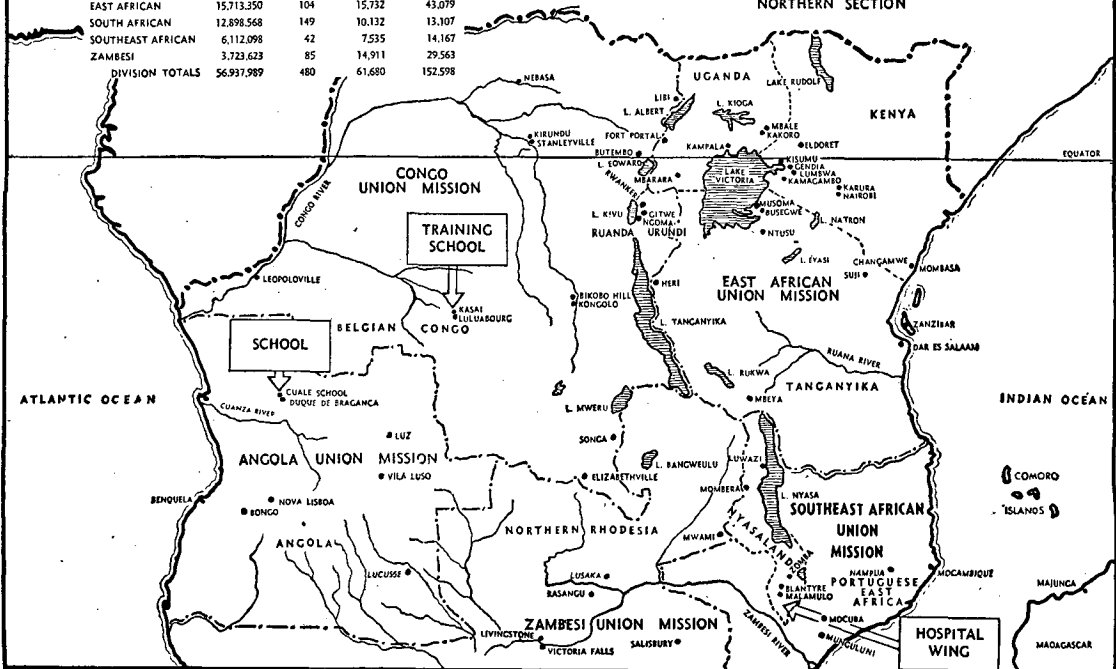 NORTHERN SECTION
EAST AFRICAN 15,713,350 104 15,732 43,079
SOUTH AFRICAN 12,898,568 149 10,132 13,107
SOUTHEAST AFRICAN 6,112,098 42 7,535 14,167
ZAMBESI 3,723,623 85 14,911 29,563
DIVISION TOTALS 56,937,989 480 61,680 152,598
NEBASA
UGANDA
LAKE RUDOLF
LIBI
L. ALBERT
L. KIOGA
KENYA
MBALE
KAKORO
KIRUNDU
STANLEYVILLE
FORT PORTAL
KAMPALA
ELDORET
BUTEMBO
EQUATOR
L. EDWARD
KISUMU
GENDIA
LUMBWA
KAMAGAMBO
CONGO
UNION MISSION
LAKE
VICTORIA
MBARARA
RWANKERI
KARURA
NAIROBI
CONGO RIVER
TRAINING
SCHOOL
L. KIVU
GITWE
NGOMA
MUSOMA
BUSEGWE
L. NATRON
RUANDA URUNDI
NTUSU
L. EYASI
CHANGAMWE
MOMBASA
SUJI
LEOPOLOVILLE
HERI
EAST AFRICAN
UNION MISSION
BIKOBO HILL
KONGOLO
KASAI
LULUABOURG
BELGIAN CONGO
L. TANGANYIKA
ZANZIBAR
SCHOOL
DAR ES SALAAM
RUANA RIVER
L. RUKWA
TANGANYIKA
CUALE SCHOOL
DUQUE DE BRAGANÇA
ATLANTIC OCEAN
INDIAN OCEAN
CUANZA RIVER
L. MWERU
MBEYA
LUZ
SONGA
ANGOLA UNION MISSION
L. BANGWEULU
LUWAZI
VILA LUSO
ELIZABETHVILLE
COMORO
ISLANDS
MOMBERA
L. NYASA
BENQUELA
NOVA LISBOA
BONGO
SOUTHEAST AFRICAN
UNION
MISSION
NORTHERN RHODESIA
NYASALAND
MWAMI
ANGOLA
ZOMBA
LUCUSSE
LUSAKA
NAMPUA
MOCAMBIQUE
PORTUGUESE
EAST
AFRICA
MAJUNGA
BLANTYRE
MALAMULO
BASANGU
MOCUBA
ZAMBESI UNION MISSION
ZAMBESI RIVER
HOSPITAL
WING
MUNGULUNI
LIVINGSTONE
VICTORIA FALLS
SALISBURY
MADAGASCAR